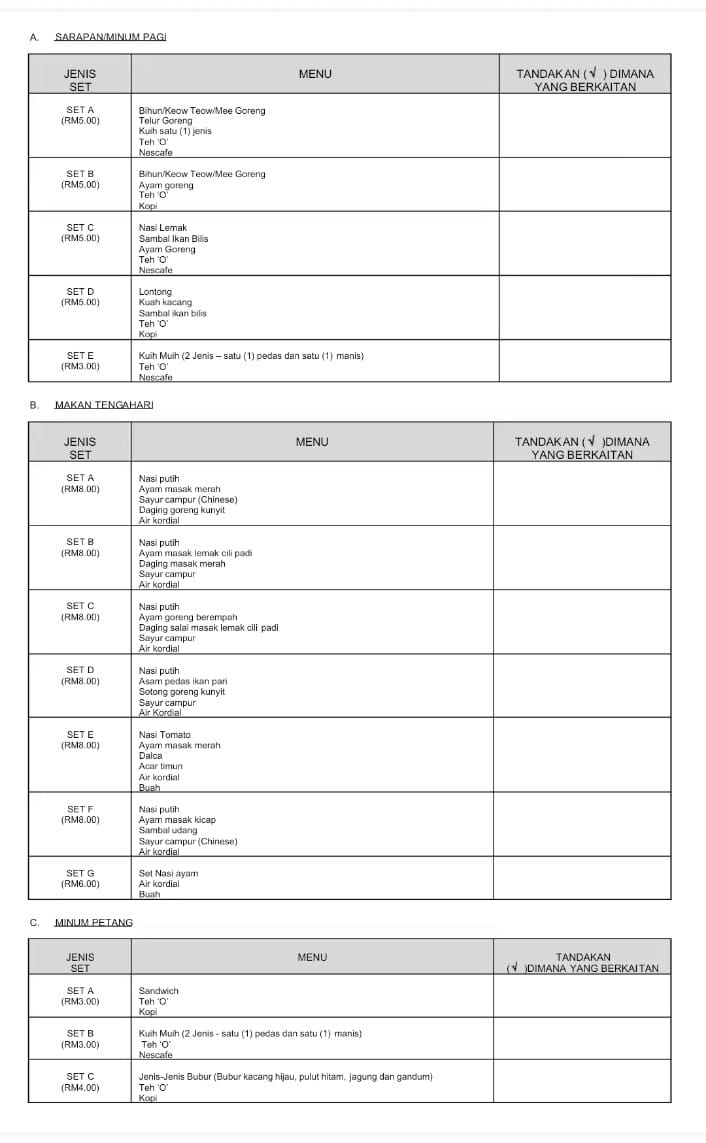 A. SARAPAN/MINUM PAGI
JENIS SET
MENU
TANDAKAN ( √ ) DIMANA YANG BERKAITAN
SET A
(RM5.00)
Bihun/Keow Teow/Mee Goreng
Telur Goreng
Kuih satu (1) jenis
Teh 'O'
Nescafe
SET B
(RM5.00)
Bihun/Keow Teow/Mee Goreng
Ayam goreng
Teh 'O'
Kopi
SET C
(RM5.00)
Nasi Lemak
Sambal Ikan Bilis
Ayam Goreng
Teh 'O'
Nescafe
SET D
(RM5.00)
Lontong
Kuah kacang
Sambal ikan bilis
Teh 'O'
Kopi
SET E
(RM3.00)
Kuih Muih (2 Jenis – satu (1) pedas dan satu (1) manis)
Teh 'O'
Nescafe
B. MAKAN TENGAHARI
JENIS SET
MENU
TANDAKAN ( √ )DIMANA YANG BERKAITAN
SET A
(RM8.00)
Nasi putih
Ayam masak merah
Sayur campur (Chinese)
Daging goreng kunyit
Air kordial
SET B
(RM8.00)
Nasi putih
Ayam masak lemak cili padi
Daging masak merah
Sayur campur
Air kordial
SET C
(RM8.00)
Nasi putih
Ayam goreng berempah
Daging salai masak lemak cili padi
Sayur campur
Air kordial
SET D
(RM8.00)
Nasi putih
Asam pedas ikan pari
Sotong goreng kunyit
Sayur campur
Air Kordial
SET E
(RM8.00)
Nasi Tomato
Ayam masak merah
Dalca
Acar timun
Air kordial
Buah
SET F
(RM8.00)
Nasi putih
Ayam masak kicap
Sambal udang
Sayur campur (Chinese)
Air kordial
SET G
(RM6.00)
Set Nasi ayam
Air kordial
Buah
C. MINUM PETANG
JENIS SET
MENU
TANDAKAN
( √ )DIMANA YANG BERKAITAN
SET A
(RM3.00)
Sandwich
Teh 'O'
Kopi
SET B
(RM3.00)
Kuih Muih (2 Jenis - satu (1) pedas dan satu (1) manis)
Teh 'O'
Nescafe
SET C
(RM4.00)
Jenis-Jenis Bubur (Bubur kacang hijau, pulut hitam, jagung dan gandum)
Teh 'O'
Kopi